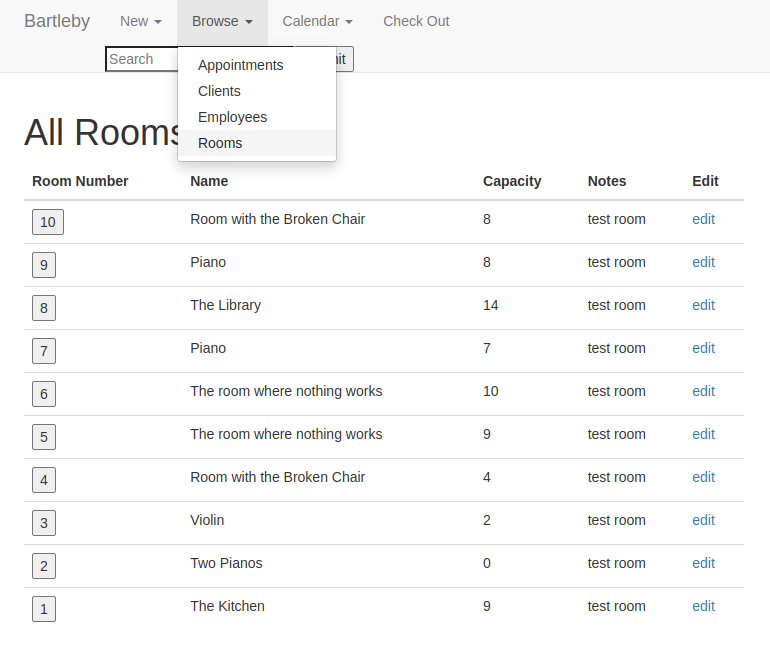 Bartleby New Browse Calendar Check Out
Search
Appointments
Clients
Employees
Rooms
All Rooms
Room Number Name Capacity Notes Edit
10 Room with the Broken Chair 8 test room edit
9 Piano 8 test room edit
8 The Library 14 test room edit
7 Piano 7 test room edit
6 The room where nothing works 10 test room edit
5 The room where nothing works 9 test room edit
4 Room with the Broken Chair 4 test room edit
3 Violin 2 test room edit
2 Two Pianos 0 test room edit
1 The Kitchen 9 test room edit